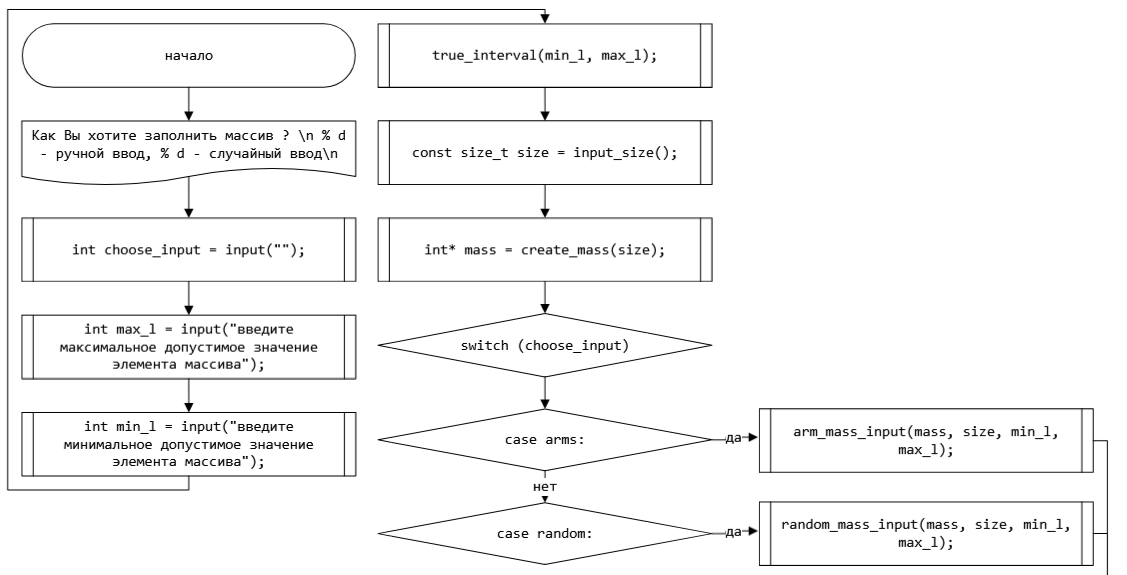 начало
Как Вы хотите заполнить массив ? \n % d
- ручной ввод, % d - случайный ввод\n
int choose_input = input("");
int max_l = input("введите
максимальное допустимое значение
элемента массива");
int min_l = input("введите
минимальное допустимое значение
элемента массива");
true_interval(min_l, max_l);
const size_t size = input_size();
int* mass = create_mass(size);
switch (choose_input)
case arms:
да
arm_mass_input(mass, size, min_l,
max_l);
нет
case random:
да
random_mass_input(mass, size, min_l,
max_l);